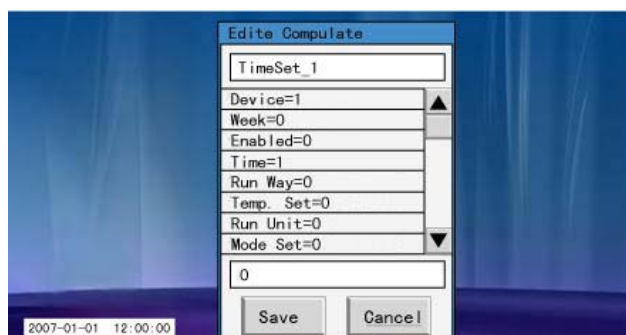 Edite Compulate
TimeSet_1
Device=1
Week=0
Enabled=0
Time=1
Run Way=0
Temp. Set=0
Run Unit=0
Mode Set=0
0
Save Cancel
2007-01-01 12:00:00